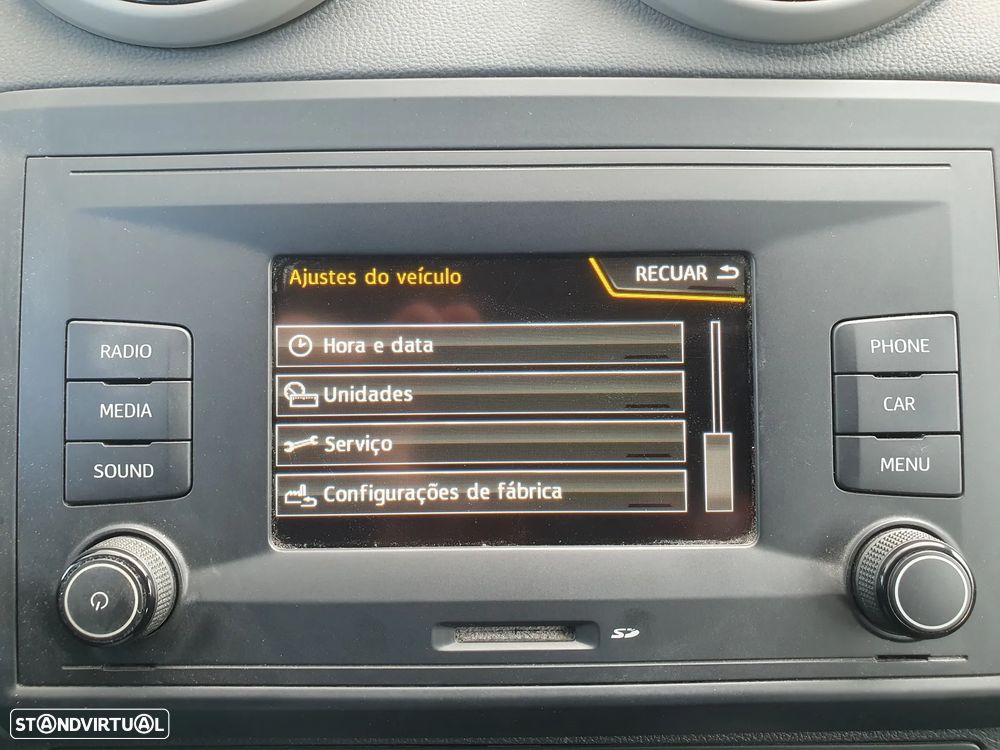 Ajustes do veículo
RECUAR
Hora e data
Unidades
Serviço
Configurações de fábrica
RADIO
MEDIA
SOUND
PHONE
CAR
MENU
SD
STANDVIRTUAL